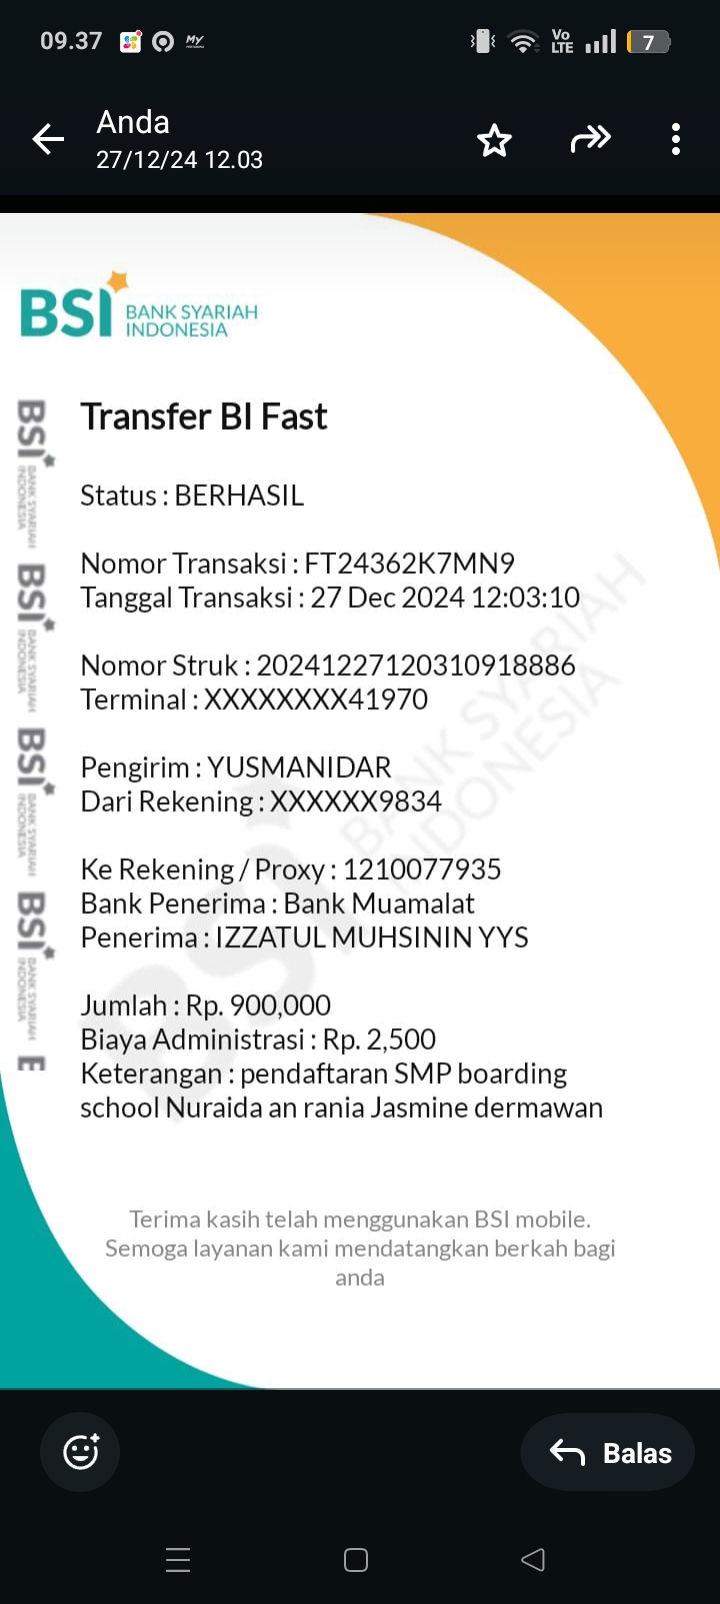 09.37
MY
Vo
LTE
7
Anda
27/12/24 12.03
BSI
BANK SYARIAH
INDONESIA
Transfer BI Fast
Status : BERHASIL
Nomor Transaksi : FT24362K7MN9
Tanggal Transaksi : 27 Dec 2024 12:03:10
Nomor Struk : 20241227120310918886
Terminal : XXXXXXXX41970
Pengirim : YUSMANIDAR
Dari Rekening : XXXXXX9834
Ke Rekening / Proxy : 1210077935
Bank Penerima : Bank Muamalat
Penerima : IZZATUL MUHSININ YYS
Jumlah : Rp. 900,000
Biaya Administrasi : Rp. 2,500
Keterangan : pendaftaran SMP boarding
school Nuraida an rania Jasmine dermawan
Terima kasih telah menggunakan BSI mobile.
Semoga layanan kami mendatangkan berkah bagi
anda
BSI BANK SYARIAH INDONESIA
BSI BANK SYARIAH INDONESIA
BSI BANK SYARIAH INDONESIA
BSI BANK SYARIAH INDONESIA
BSI BANK SYARIAH INDONESIA
Balas